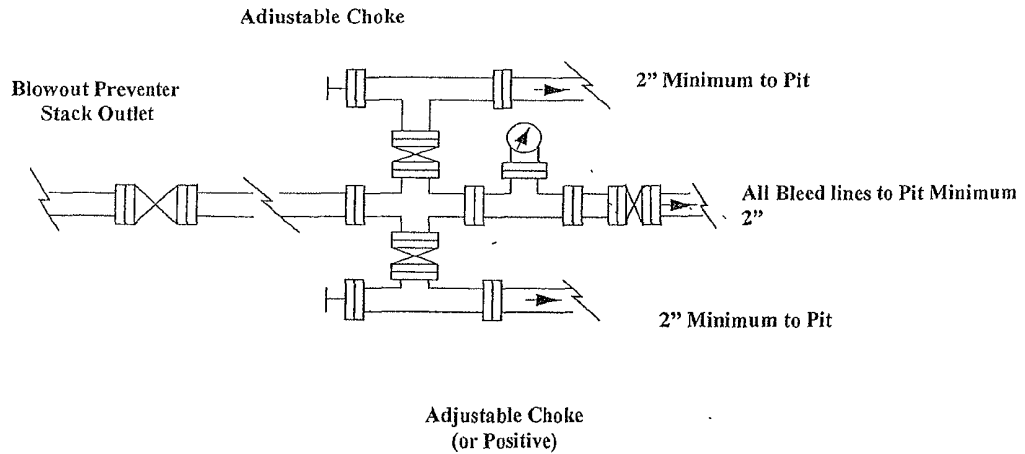 Adjustable Choke
Blowout Preventer
Stack Outlet
2” Minimum to Pit
All Bleed lines to Pit Minimum
2”
2” Minimum to Pit
Adjustable Choke
(or Positive)